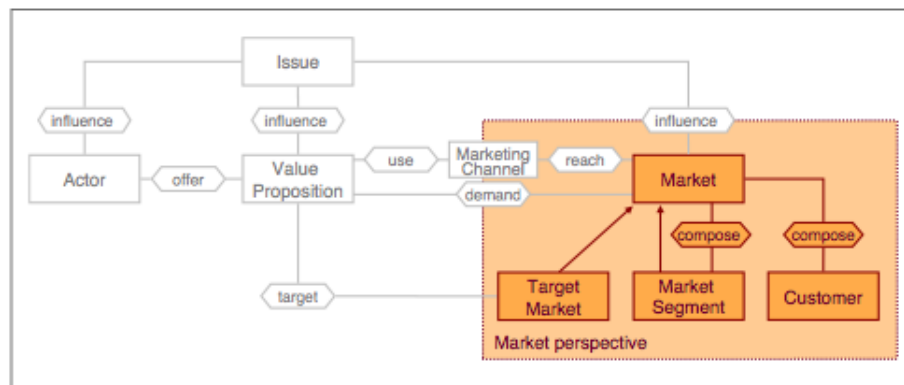 Issue
influence
influence
influence
Actor
offer
Value
Proposition
use
Marketing
Channel
reach
demand
Market
compose
compose
target
Target
Market
Market
Segment
Customer
Market perspective